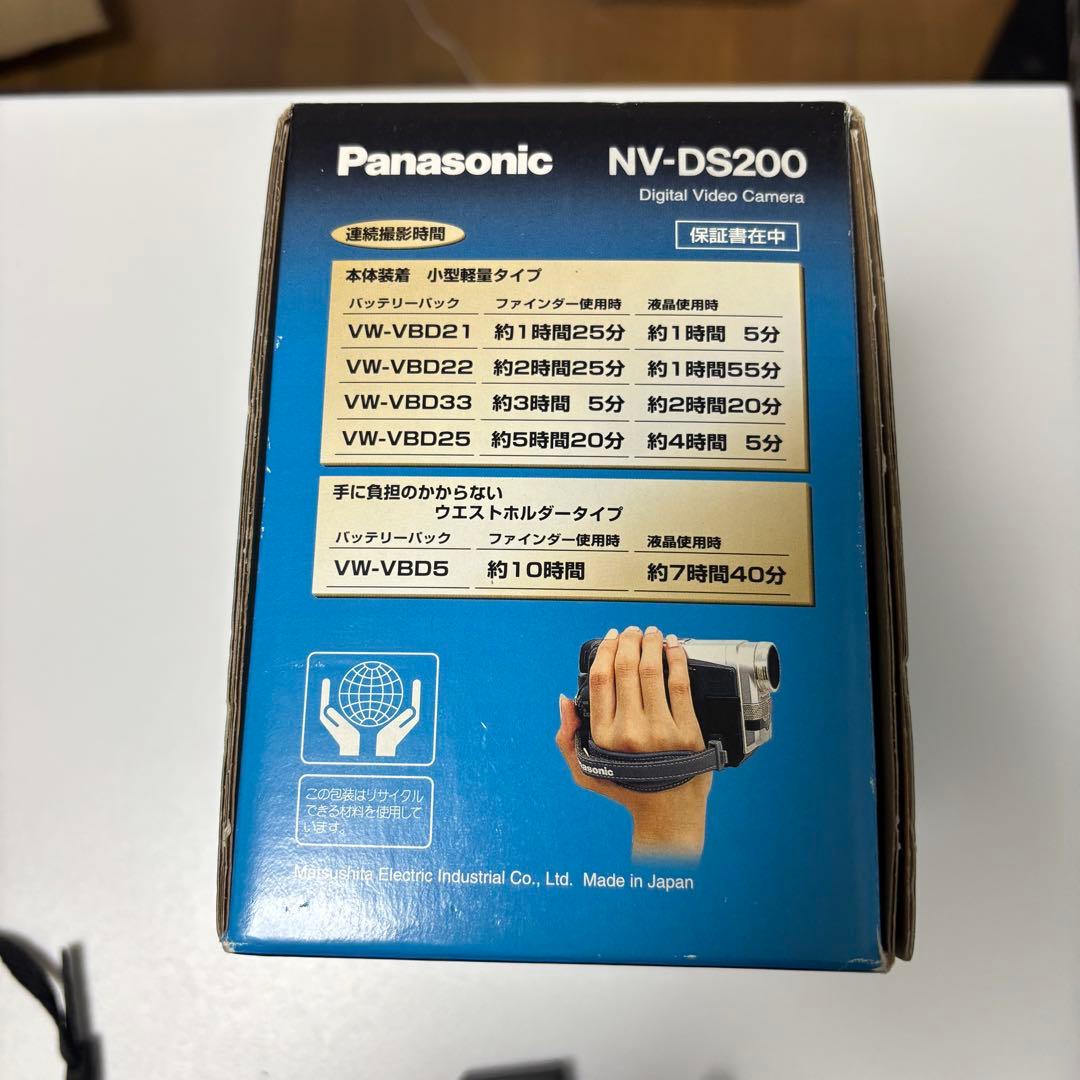 Panasonic NV-DS200
Digital Video Camera
連続撮影時間 保証書在中
本体装着 小型軽量タイプ
バッテリーパック ファインダー使用時 液晶使用時
VW-VBD21 約1時間25分 約1時間 5分
VW-VBD22 約2時間25分 約1時間55分
VW-VBD33 約3時間 5分 約2時間20分
VW-VBD25 約5時間20分 約4時間 5分
手に負担のかからない
ウエストホルダータイプ
バッテリーパック ファインダー使用時 液晶使用時
VW-VBD5 約10時間 約7時間40分
Panasonic
この包装はリサイクル
できる材料を使用して
います。
Matsushita Electric Industrial Co., Ltd. Made in Japan